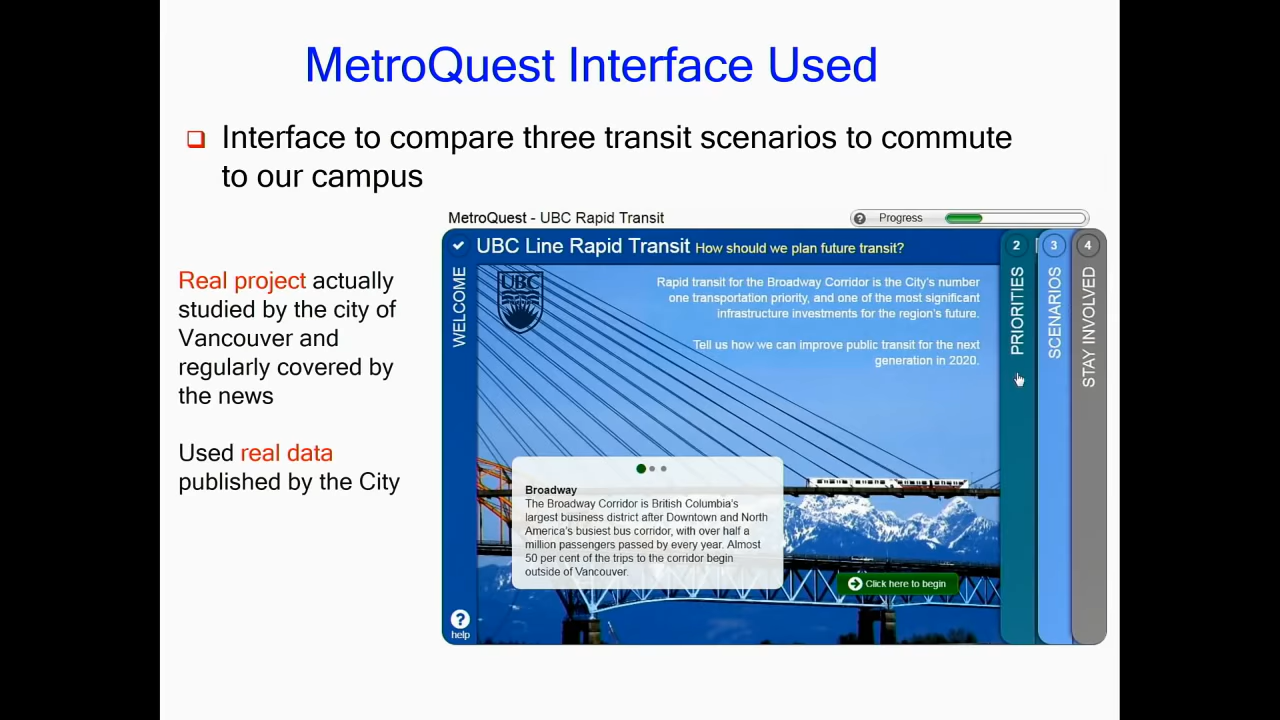 MetroQuest Interface Used
Interface to compare three transit scenarios to commute
to our campus
Real project actually
studied by the city of
Vancouver and
regularly covered by
the news
Used real data
published by the City
MetroQuest - UBC Rapid Transit
? Progress
UBC Line Rapid Transit How should we plan future transit?
WELCOME
UBC
Rapid transit for the Broadway Corridor is the City's number
one transportation priority, and one of the most significant
infrastructure investments for the region's future.
Tell us how we can improve public transit for the next
generation in 2020.
Broadway
The Broadway Corridor is British Columbia's
largest business district after Downtown and North
America's busiest bus corridor, with over half a
million passengers passed by every year. Almost
50 per cent of the trips to the corridor begin
outside of Vancouver.
Click here to begin
?
help
2
PRIORITIES
3
SCENARIOS
4
STAY INVOLVED